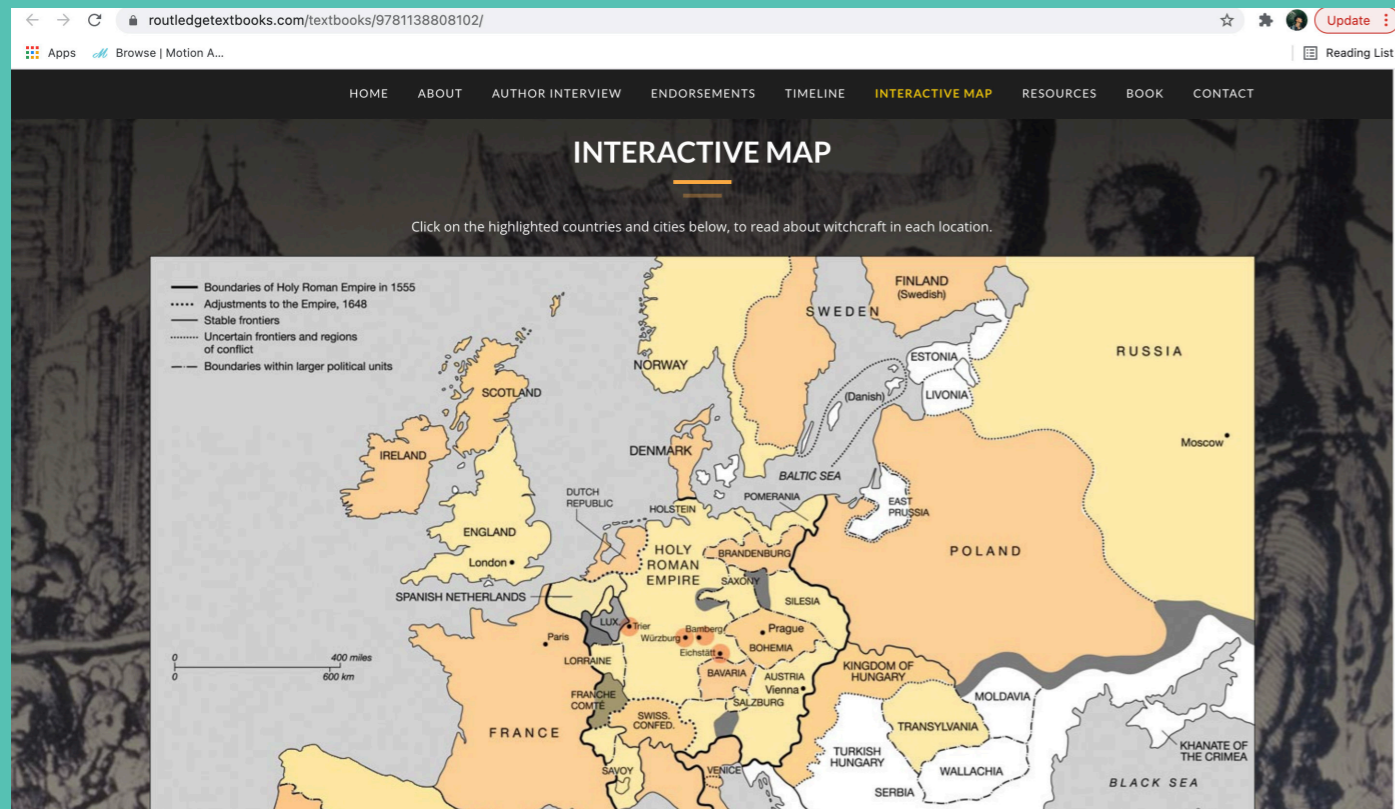 routledgetextbooks.com/textbooks/9781138808102/
Update
Apps
Browse | Motion A...
Reading List
HOME ABOUT AUTHOR INTERVIEW ENDORSEMENTS TIMELINE INTERACTIVE MAP RESOURCES BOOK CONTACT
INTERACTIVE MAP
Click on the highlighted countries and cities below, to read about witchcraft in each location.
Boundaries of Holy Roman Empire in 1555
Adjustments to the Empire, 1648
Stable frontiers
Uncertain frontiers and regions
of conflict
Boundaries within larger political units
FINLAND
(Swedish)
SWEDEN
RUSSIA
ESTONIA
NORWAY
SCOTLAND
(Danish)
LIVONIA
Moscow
IRELAND
DENMARK
BALTIC SEA
DUTCH
REPUBLIC
POMERANIA
EAST
PRUSSIA
HOLSTEIN
ENGLAND
HOLY
ROMAN
EMPIRE
BRANDENBURG
POLAND
London
SAXONY
SPANISH NETHERLANDS
SILESIA
LUX.
Trier
Bamberg
Prague
Paris
Würzburg
BOHEMIA
Eichstätt
0 400 miles
0 600 km
LORRAINE
BAVARIA
AUSTRIA
KINGDOM OF
HUNGARY
Vienna
FRANCHE
COMTÉ
SALZBURG
MOLDAVIA
SWISS.
CONFED.
FRANCE
TRANSYLVANIA
KHANATE OF
THE CRIMEA
TURKISH
HUNGARY
SAVOY
VENICE
WALLACHIA
BLACK SEA
SERBIA